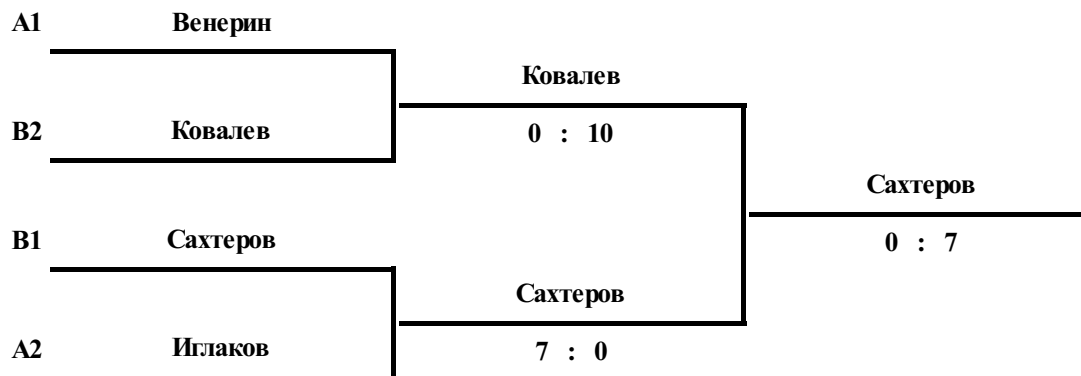 A1 Венерин
Ковалев
B2 Ковалев 0 : 10
Сахтеров
B1 Сахтеров 0 : 7
Сахтеров
A2 Иглаков 7 : 0